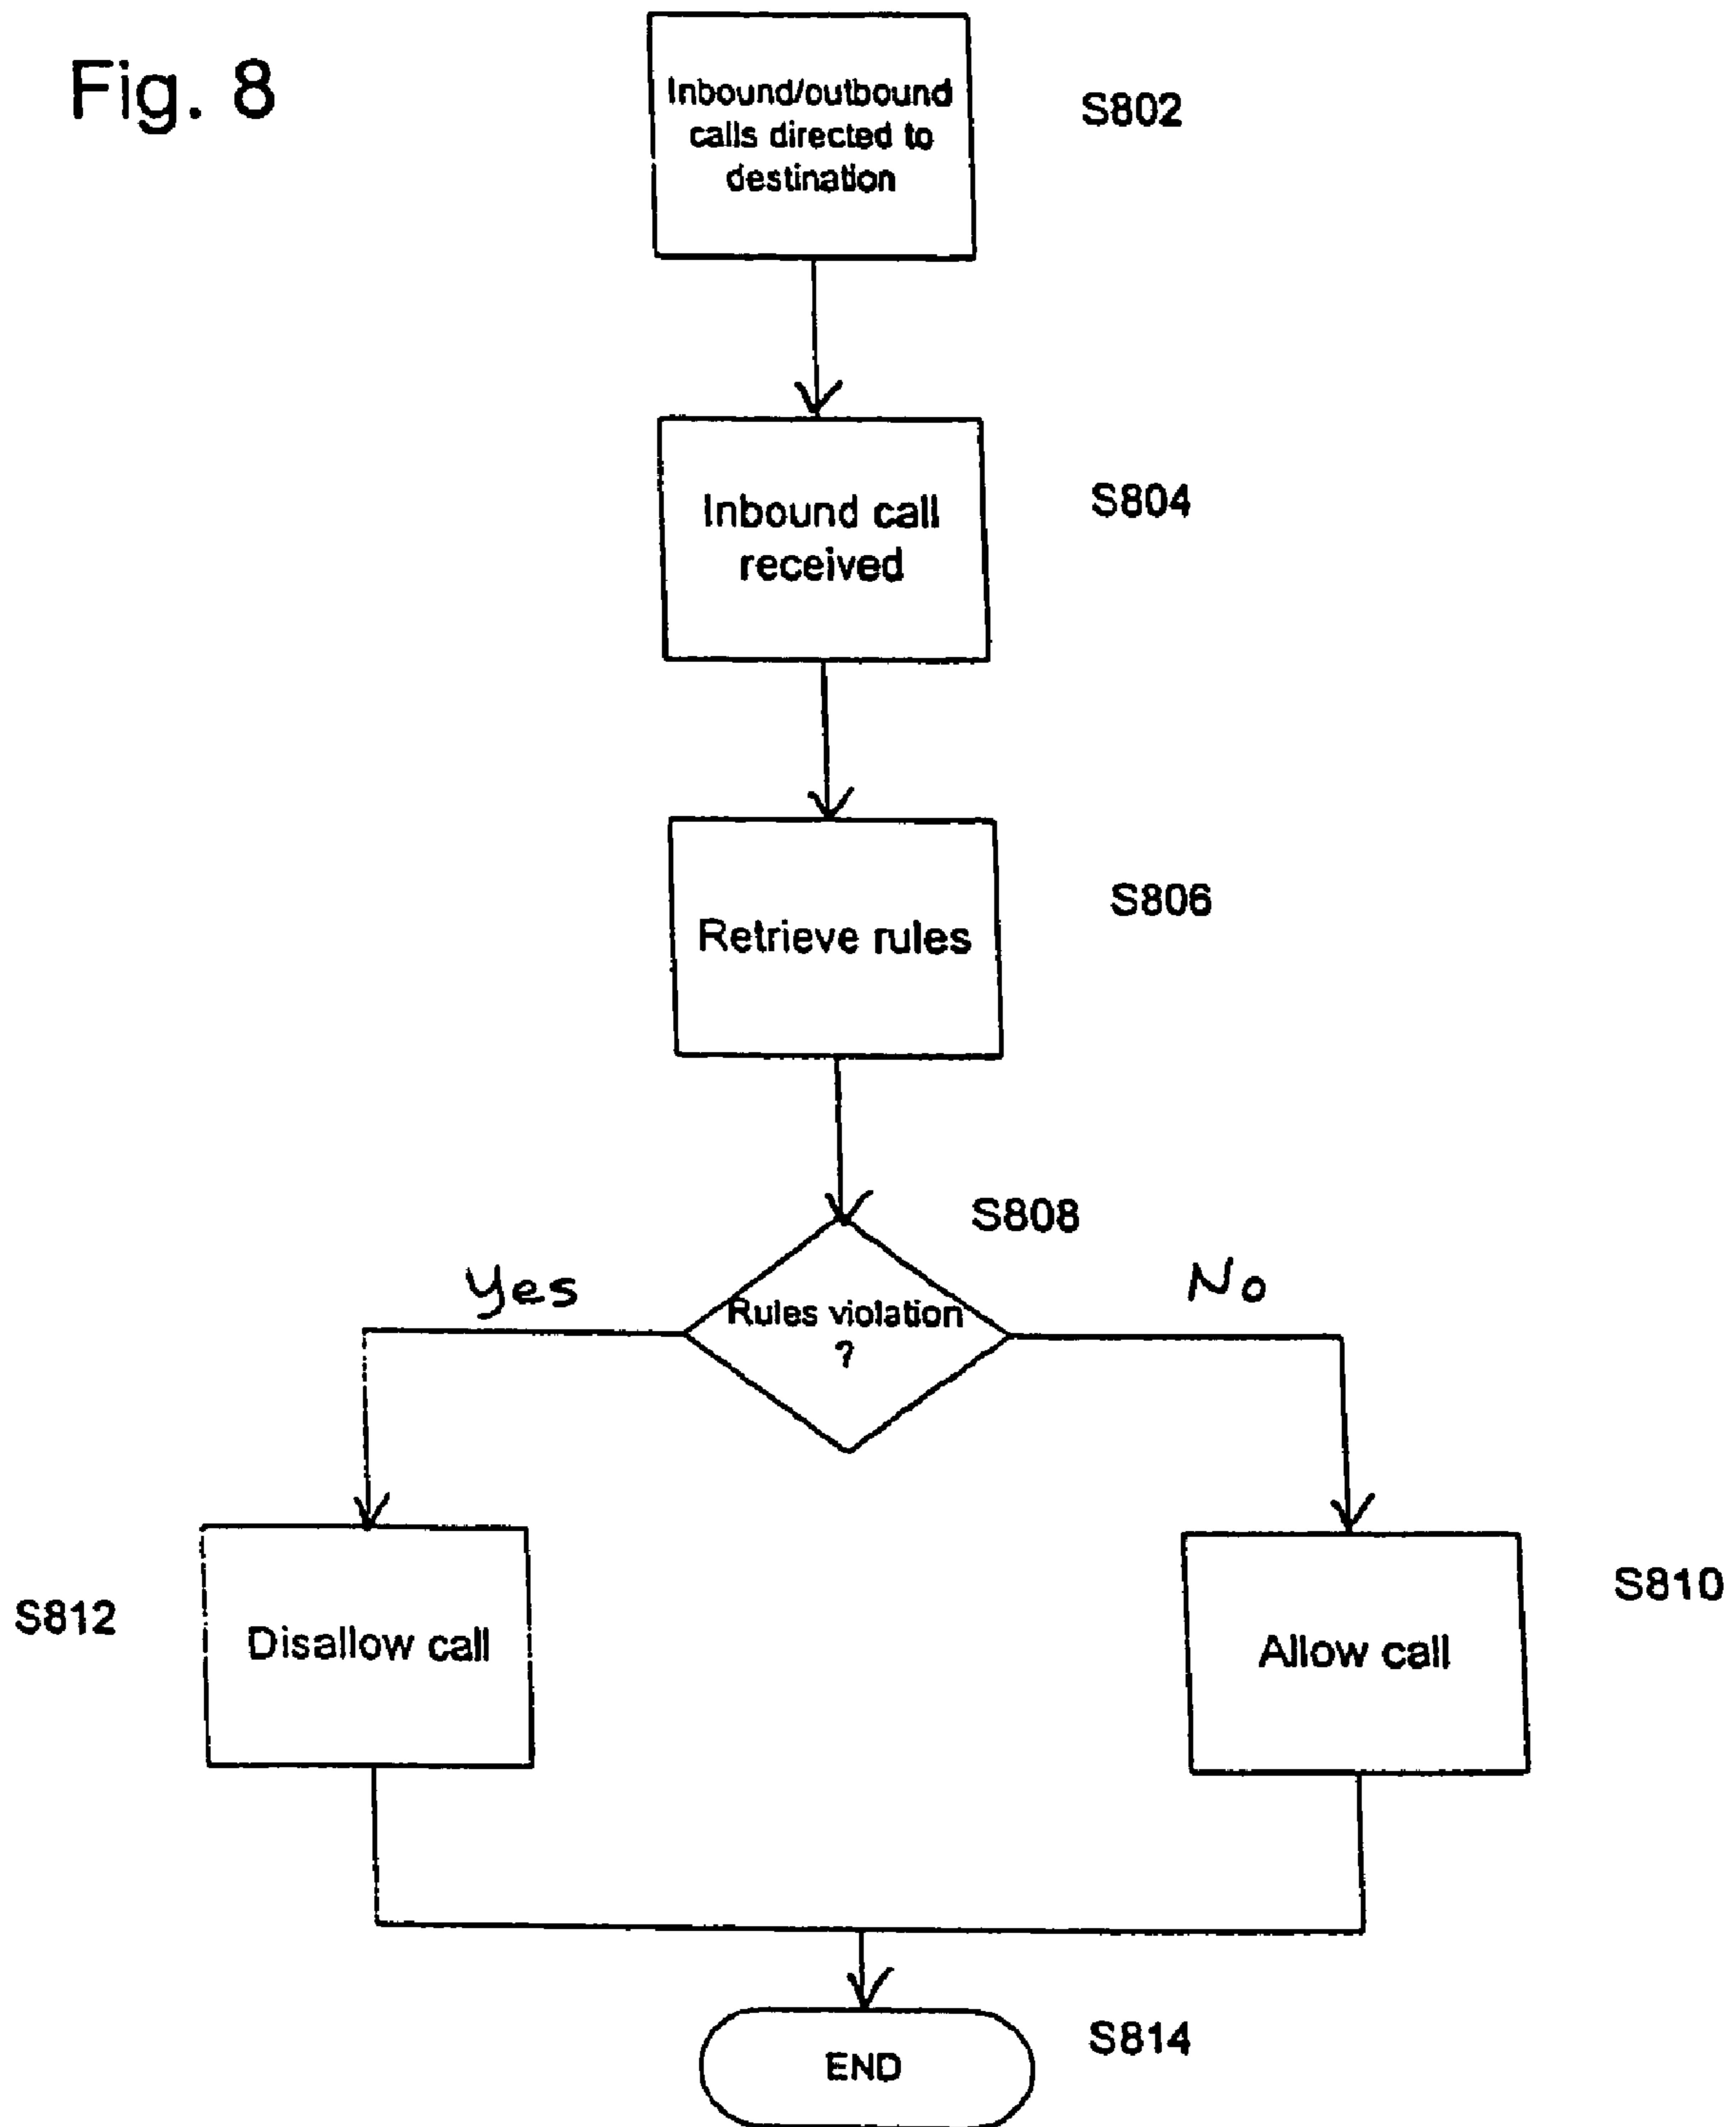 Fig. 8
Inbound/outbound
calls directed to
destination
S802
Inbound call
received
S804
Retrieve rules
S806
S808
Yes
Rules violation
?
No
S812
Disallow call
Allow call
S810
END
S814